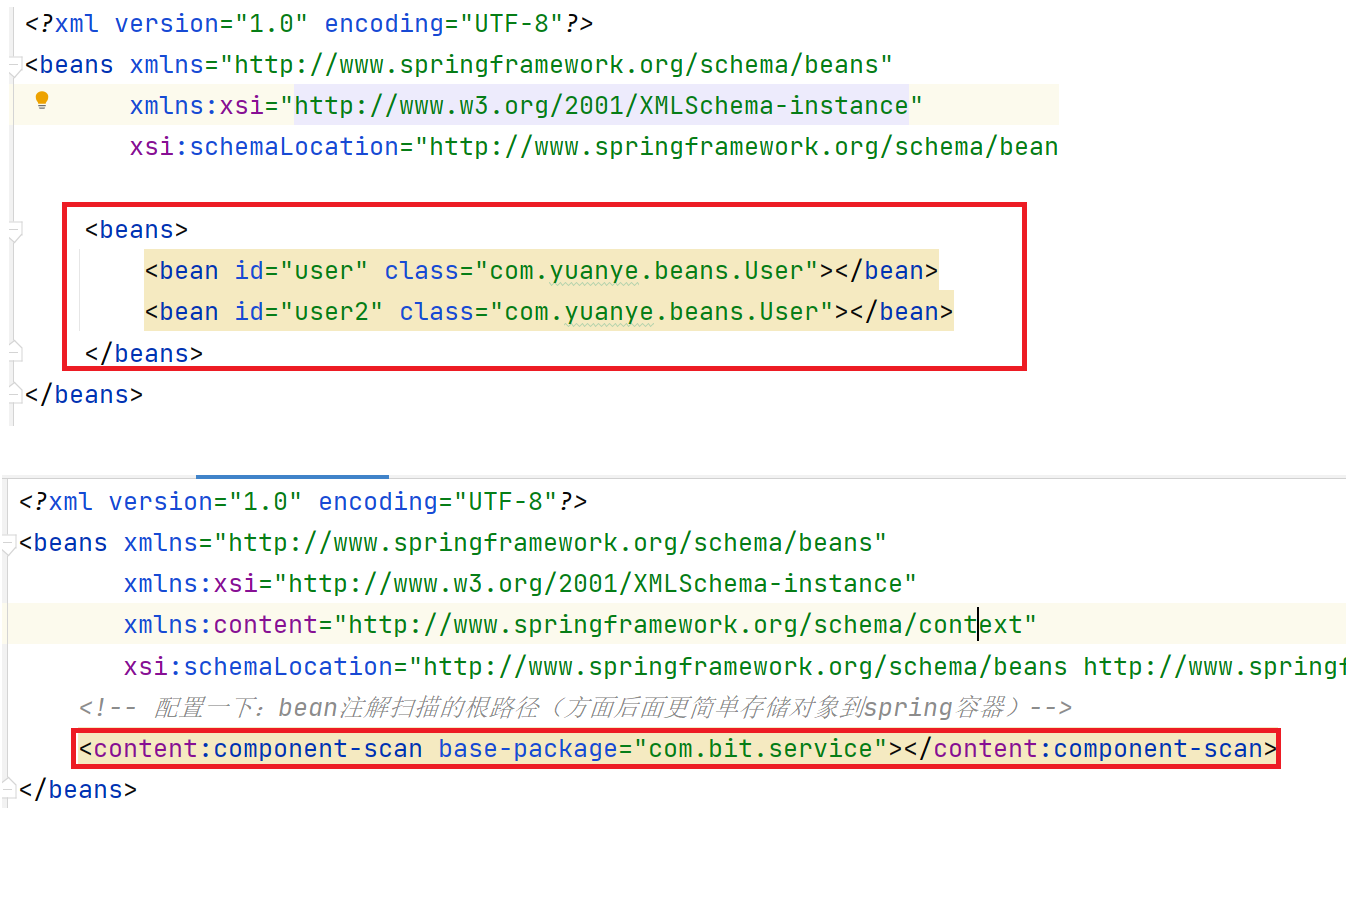 <?xml version="1.0" encoding="UTF-8"?>
<beans xmlns="http://www.springframework.org/schema/beans"
xmlns:xsi="http://www.w3.org/2001/XMLSchema-instance"
xsi:schemaLocation="http://www.springframework.org/schema/bean
<beans>
<bean id="user" class="com.yuanye.beans.User"></bean>
<bean id="user2" class="com.yuanye.beans.User"></bean>
</beans>
</beans>
<?xml version="1.0" encoding="UTF-8"?>
<beans xmlns="http://www.springframework.org/schema/beans"
xmlns:xsi="http://www.w3.org/2001/XMLSchema-instance"
xmlns:content="http://www.springframework.org/schema/context"
xsi:schemaLocation="http://www.springframework.org/schema/beans http://www.spring
<!-- 配置一下：bean注解扫描的根路径（方面后面更简单存储对象到spring容器）-->
<content:component-scan base-package="com.bit.service"></content:component-scan>
</beans>